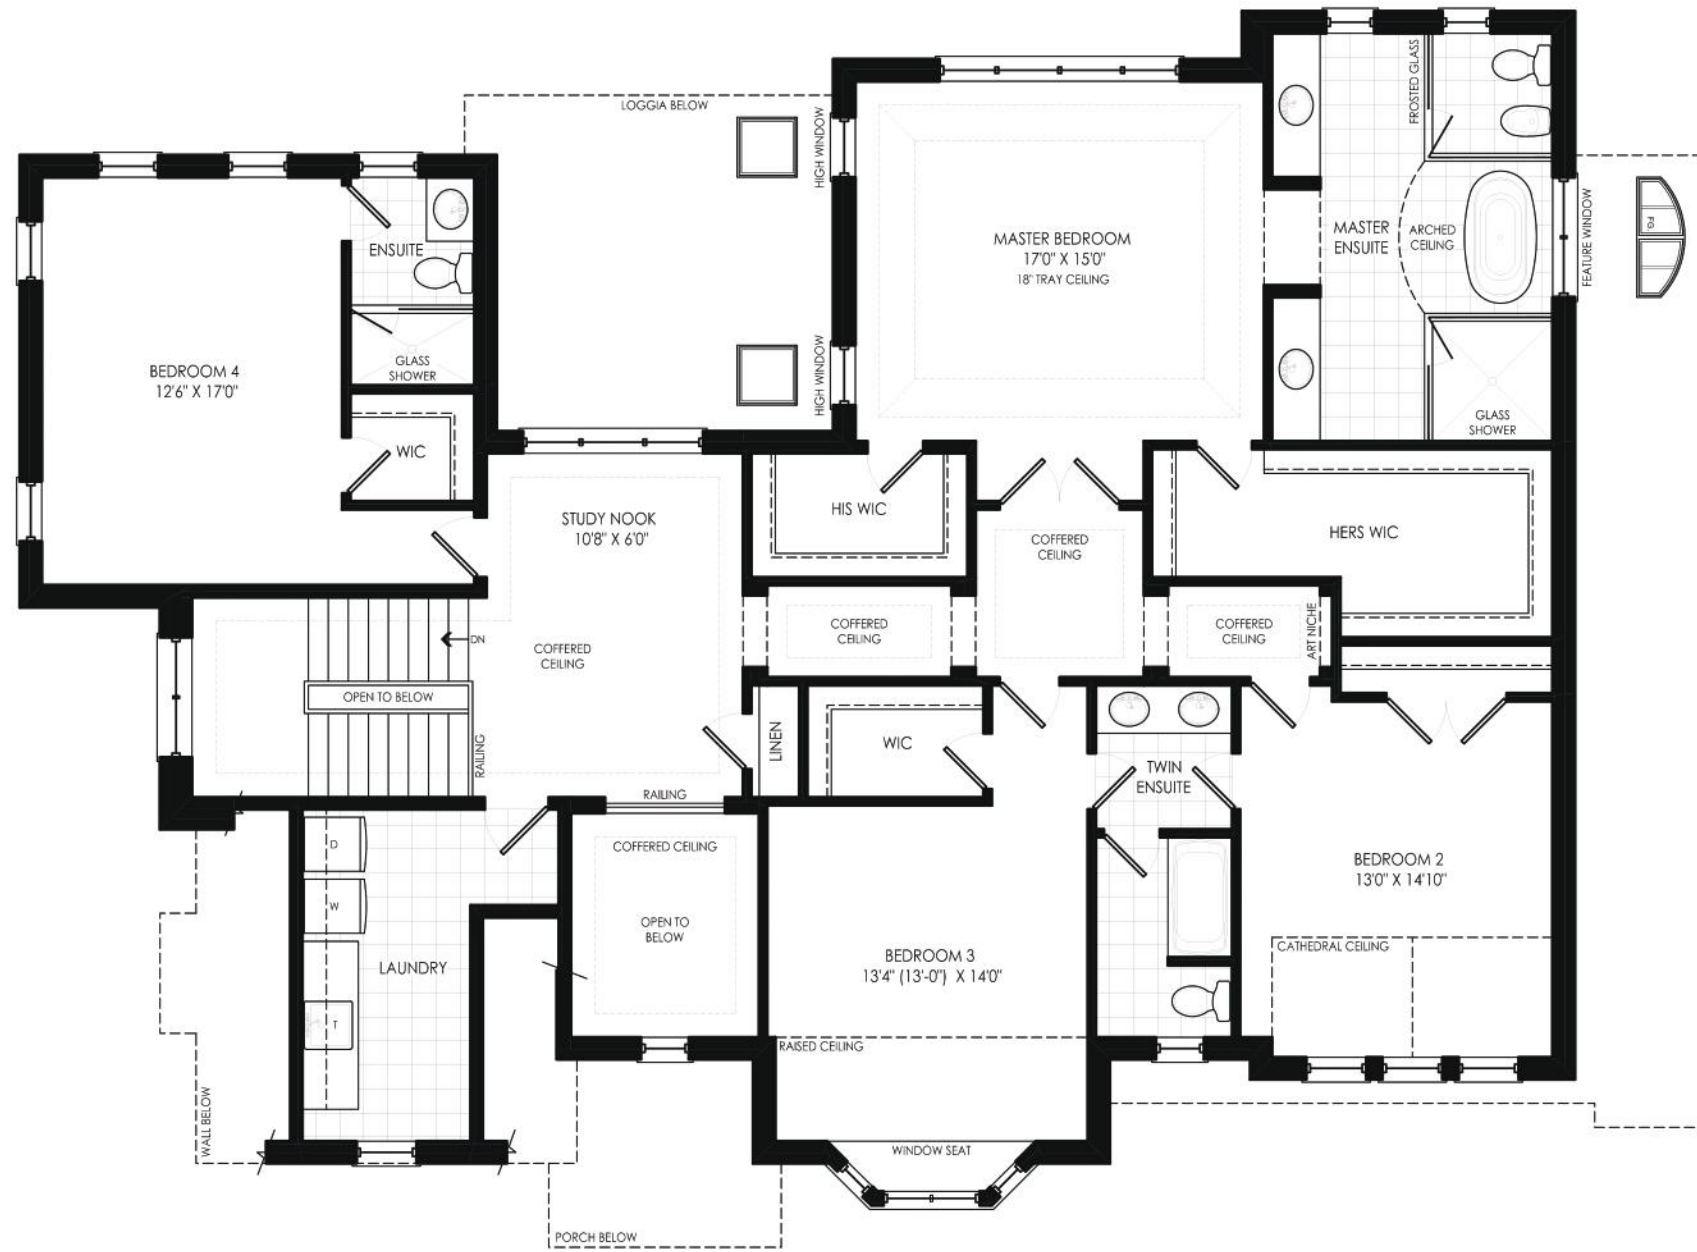 LOGGIA BELOW
HIGH WINDOW
HIGH WINDOW
FROSTED GLASS
MASTER BEDROOM
17'0" X 15'0"
18" TRAY CEILING
MASTER
ENSUITE
ARCHED
CEILING
FEATURE WINDOW
FG
GLASS
SHOWER
ENSUITE
GLASS
SHOWER
BEDROOM 4
12'6" X 17'0"
WIC
STUDY NOOK
10'8" X 6'0"
HIS WIC
COFFERED
CEILING
HERS WIC
DN
OPEN TO BELOW
RAILING
COFFERED
CEILING
COFFERED
CEILING
COFFERED
CEILING
ART NICHE
LINEN
WIC
TWIN
ENSUITE
RAILING
D
W
T
LAUNDRY
COFFERED CEILING
OPEN TO
BELOW
BEDROOM 3
13'4" (13'-0") X 14'0"
RAISED CEILING
BEDROOM 2
13'0" X 14'10"
CATHEDRAL CEILING
WALL BELOW
WINDOW SEAT
PORCH BELOW